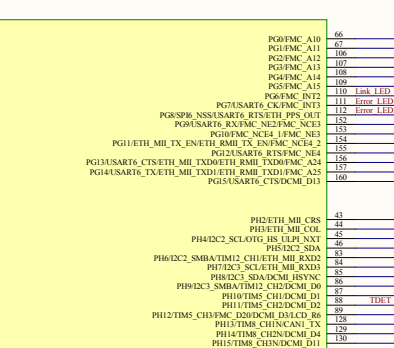 PG0/FMC_A10 66
PG1/FMC_A11 67
PG2/FMC_A12 106
PG3/FMC_A13 107
PG4/FMC_A14 108
PG5/FMC_A15 109
PG6/FMC_INT2 110 Link_LED
PG7/USART6_CK/FMC_INT3 111 Error_LED
PG8/SPI6_NSS/USART6_RTS/ETH_PPS_OUT 112 Error_LED
PG9/USART6_RX/FMC_NE2/FMC_NCE3 152
PG10/FMC_NCE4_1/FMC_NE3 153
PG11/ETH_MII_TX_EN/ETH_RMII_TX_EN/FMC_NCE4_2 154
PG12/USART6_RTS/FMC_NE4 155
PG13/USART6_CTS/ETH_MII_TXD0/ETH_RMII_TXD0/FMC_A24 156
PG14/USART6_TX/ETH_MII_TXD1/ETH_RMII_TXD1/FMC_A25 157
PG15/USART6_CTS/DCMI_D13 160
PH2/ETH_MII_CRS 43
PH3/ETH_MII_COL 44
PH4/I2C2_SCL/OTG_HS_ULPI_NXT 45
PH5/I2C2_SDA 46
PH6/I2C2_SMBA/TIM12_CH1/ETH_MII_RXD2 83
PH7/I2C3_SCL/ETH_MII_RXD3 84
PH8/I2C3_SDA/DCMI_HSYNC 85
PH9/I2C3_SMBA/TIM12_CH2/DCMI_D0 86
PH10/TIM5_CH1/DCMI_D1 87
PH11/TIM5_CH2/DCMI_D2 88 TDET
PH12/TIM5_CH3/FMC_D20/DCMI_D3/LCD_R6 89
PH13/TIM8_CH1N/CAN1_TX 128
PH14/TIM8_CH2N/DCMI_D4 129
PH15/TIM8_CH3N/DCMI_D11 130